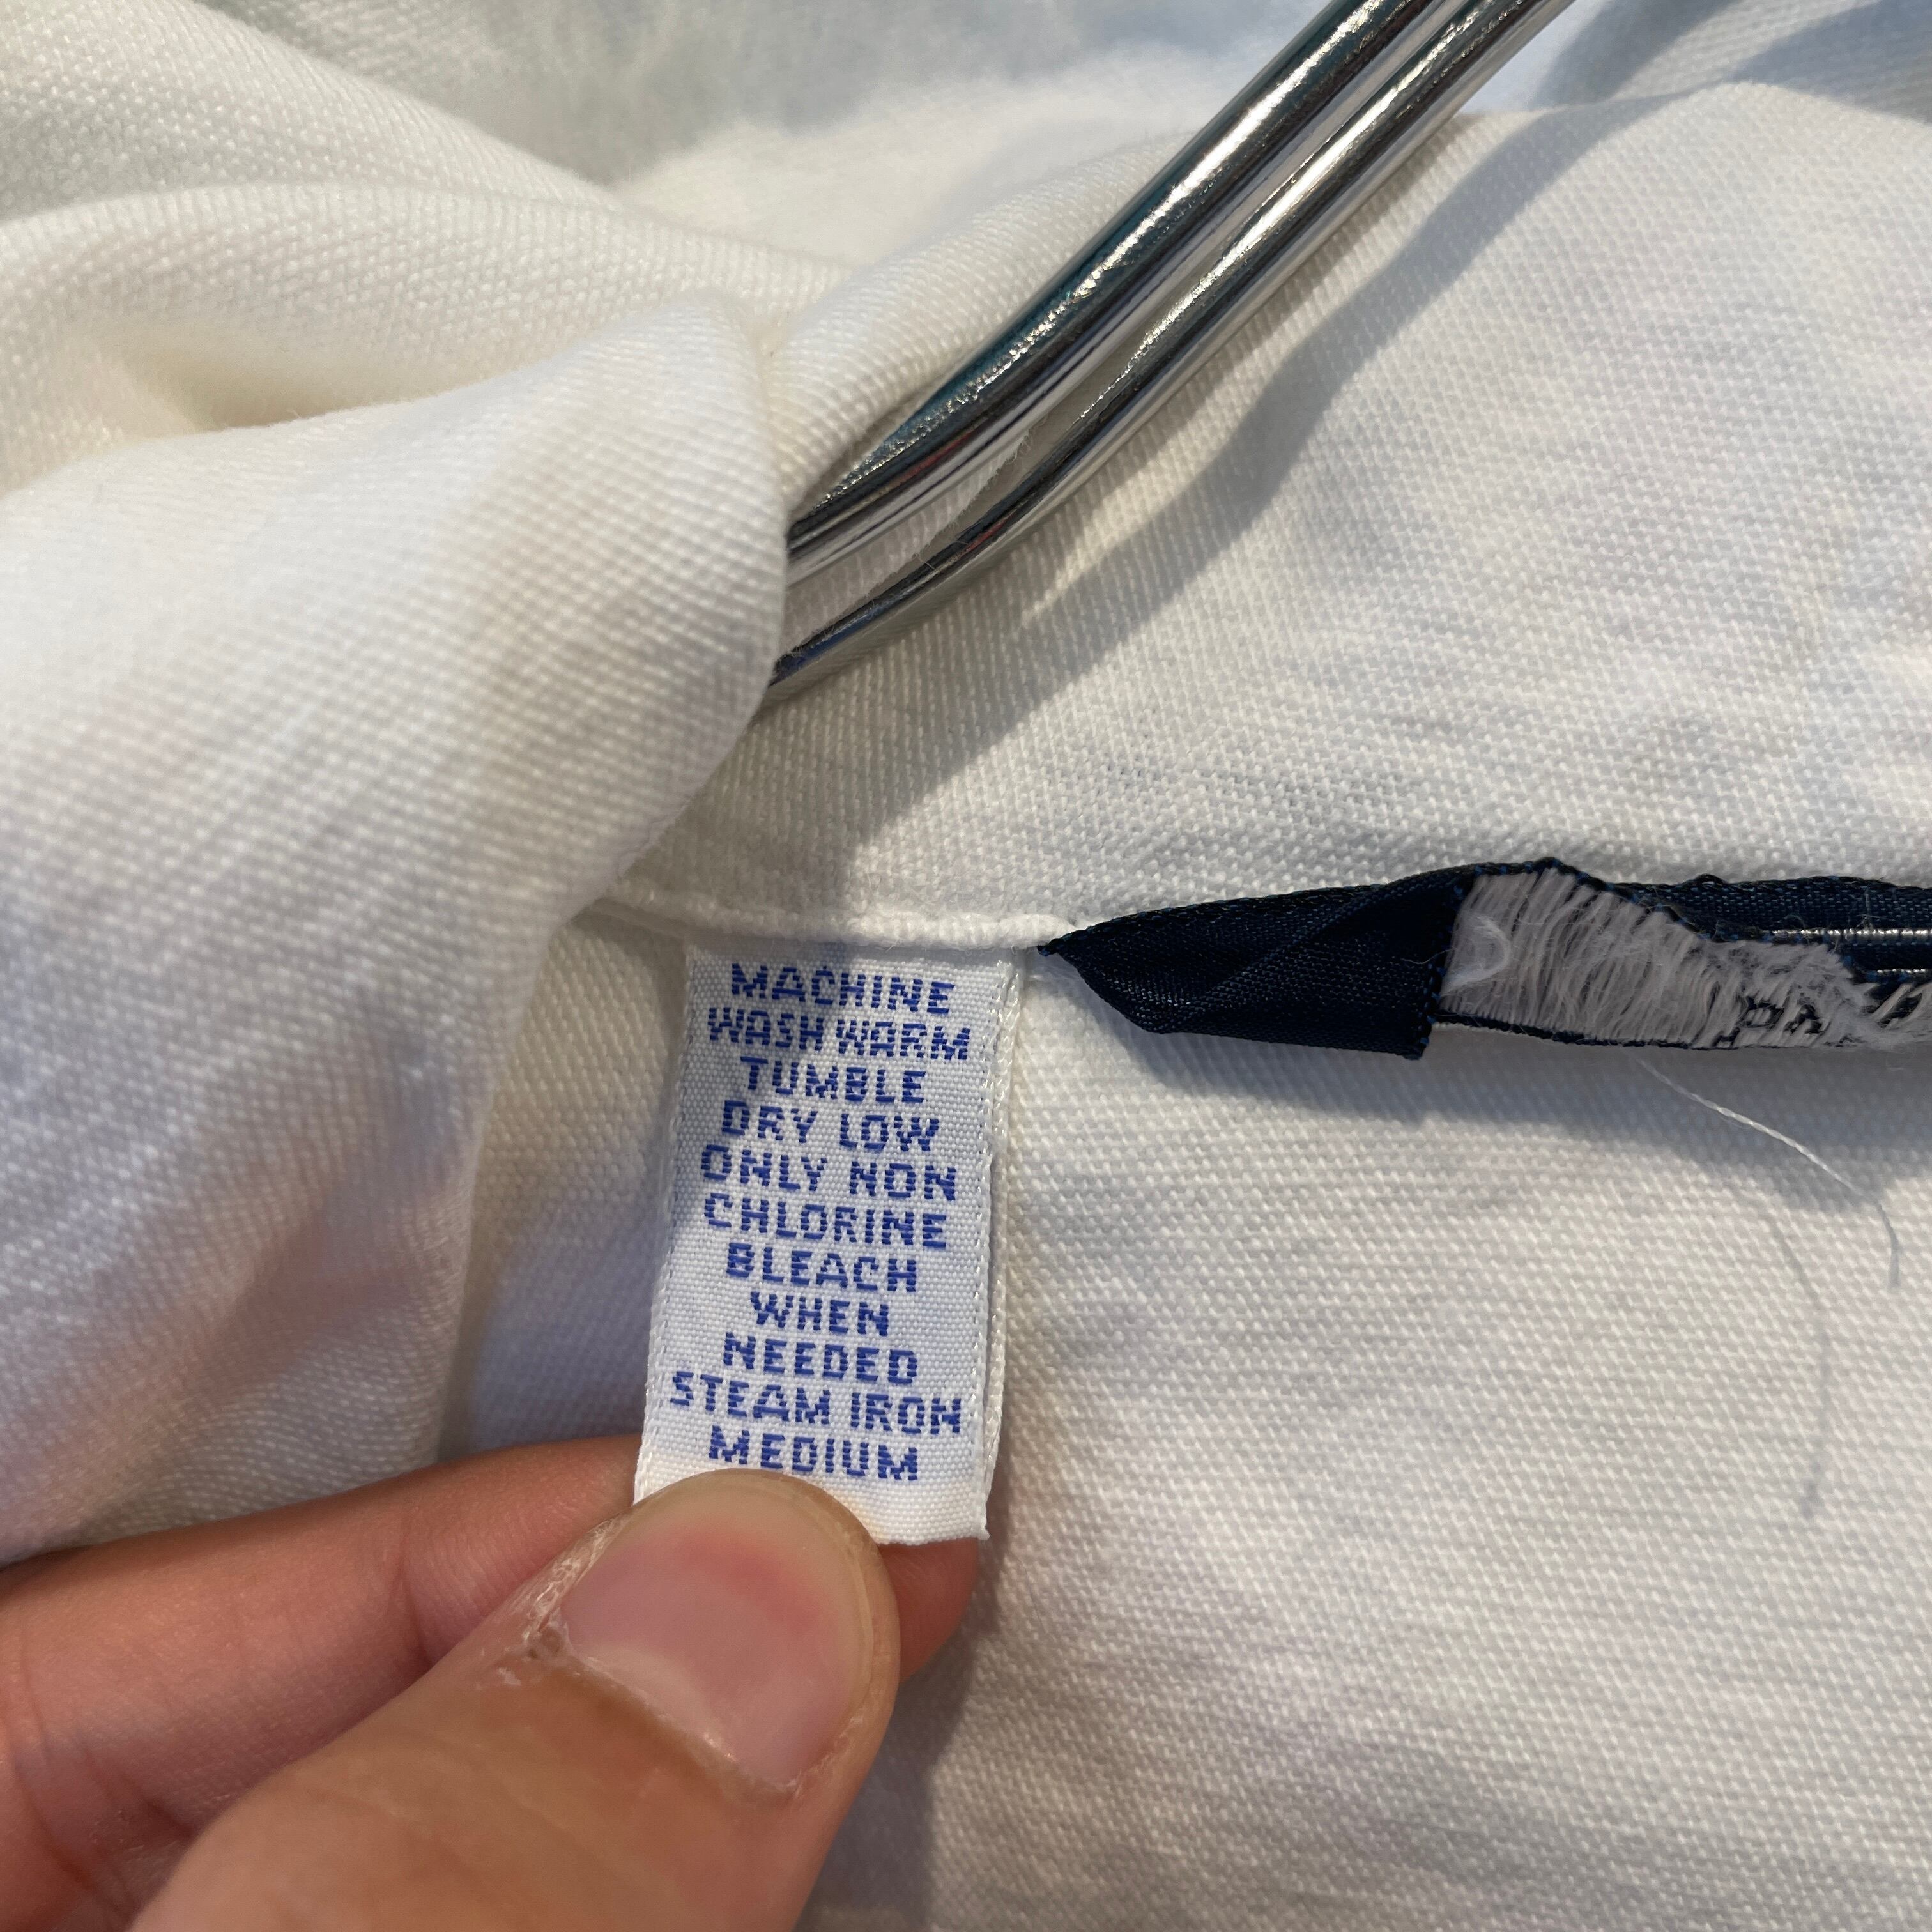 MACHINE
WASH WARM
TUMBLE
DRY LOW
ONLY NON
CHLORINE
BLEACH
WHEN
NEEDED
STEAM IRON
MEDIUM